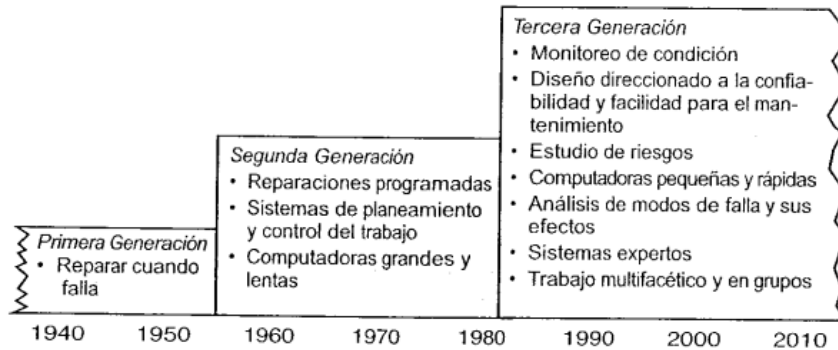 Primera Generación
• Reparar cuando
falla
Segunda Generación
• Reparaciones programadas
• Sistemas de planeamiento
y control del trabajo
• Computadoras grandes y
lentas
Tercera Generación
• Monitoreo de condición
• Diseño direccionado a la confia-
bilidad y facilidad para el man-
tenimiento
• Estudio de riesgos
• Computadoras pequeñas y rápidas
• Análisis de modos de falla y sus
efectos
• Sistemas expertos
• Trabajo multifacético y en grupos
1940 1950 1960 1970 1980 1990 2000 2010